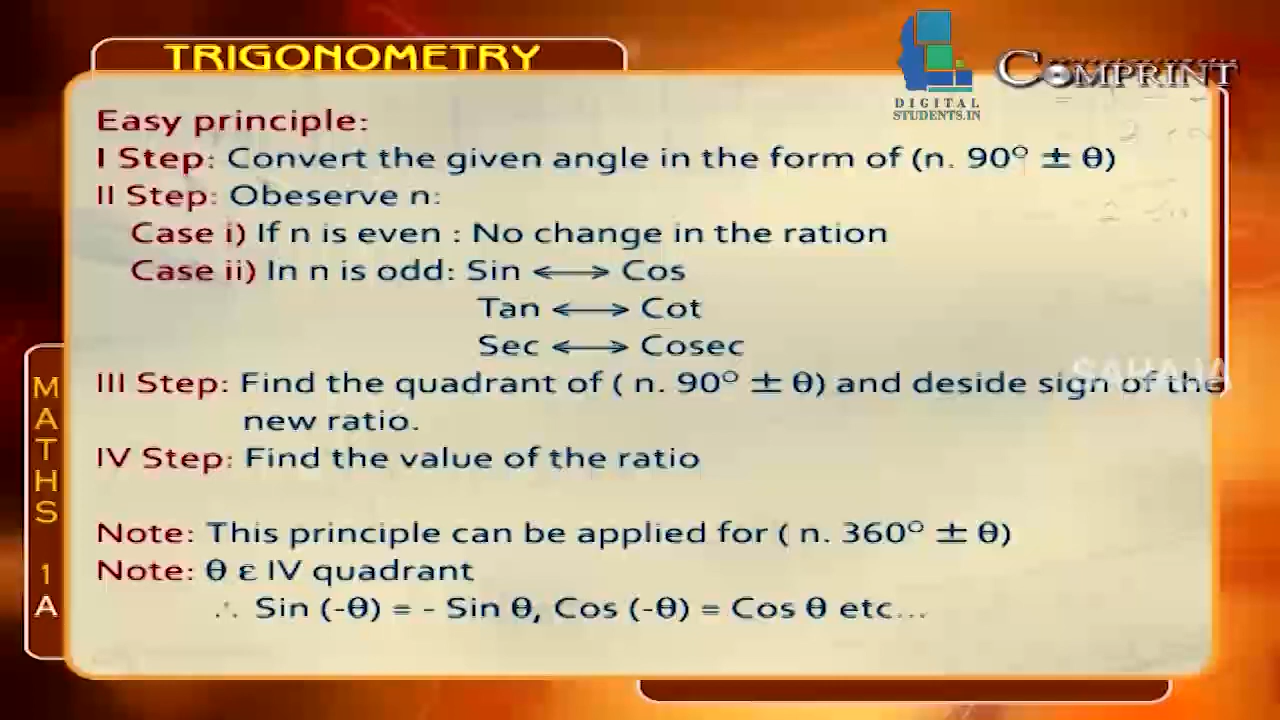 TRIGONOMETRY
DIGITAL
STUDENTS.IN
COMPRINT
Easy principle:
I Step: Convert the given angle in the form of (n. 90° ± θ)
II Step: Obeserve n:
Case i) If n is even : No change in the ration
Case ii) In n is odd: Sin ⟷ Cos
Tan ⟷ Cot
Sec ⟷ Cosec
III Step: Find the quadrant of ( n. 90° ± θ) and deside sign of the
new ratio.
IV Step: Find the value of the ratio
Note: This principle can be applied for ( n. 360° ± θ)
Note: θ ε IV quadrant
∴ Sin (-θ) = - Sin θ, Cos (-θ) = Cos θ etc...
MATHS 1A
SAHAJA